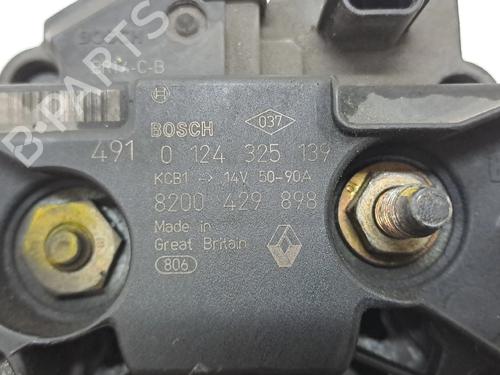 BOSCH
BOSCH
037
491 0 124 325 139
KCB1 -> 14V 50-90A
8200 429 898
Made in
Great Britain
806
B-PARTS